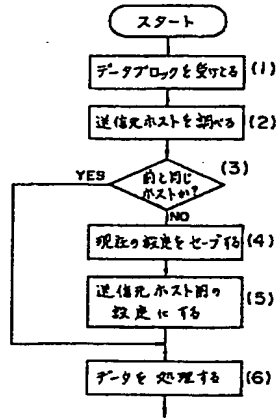 スタート
データブロックを受けとる (1)
送信元ホストを調べる (2)
(3)
YES
前と同じ
ホストか?
NO
現在の設定をセーブする (4)
送信元ホスト用の
設定にする (5)
データを処理する (6)